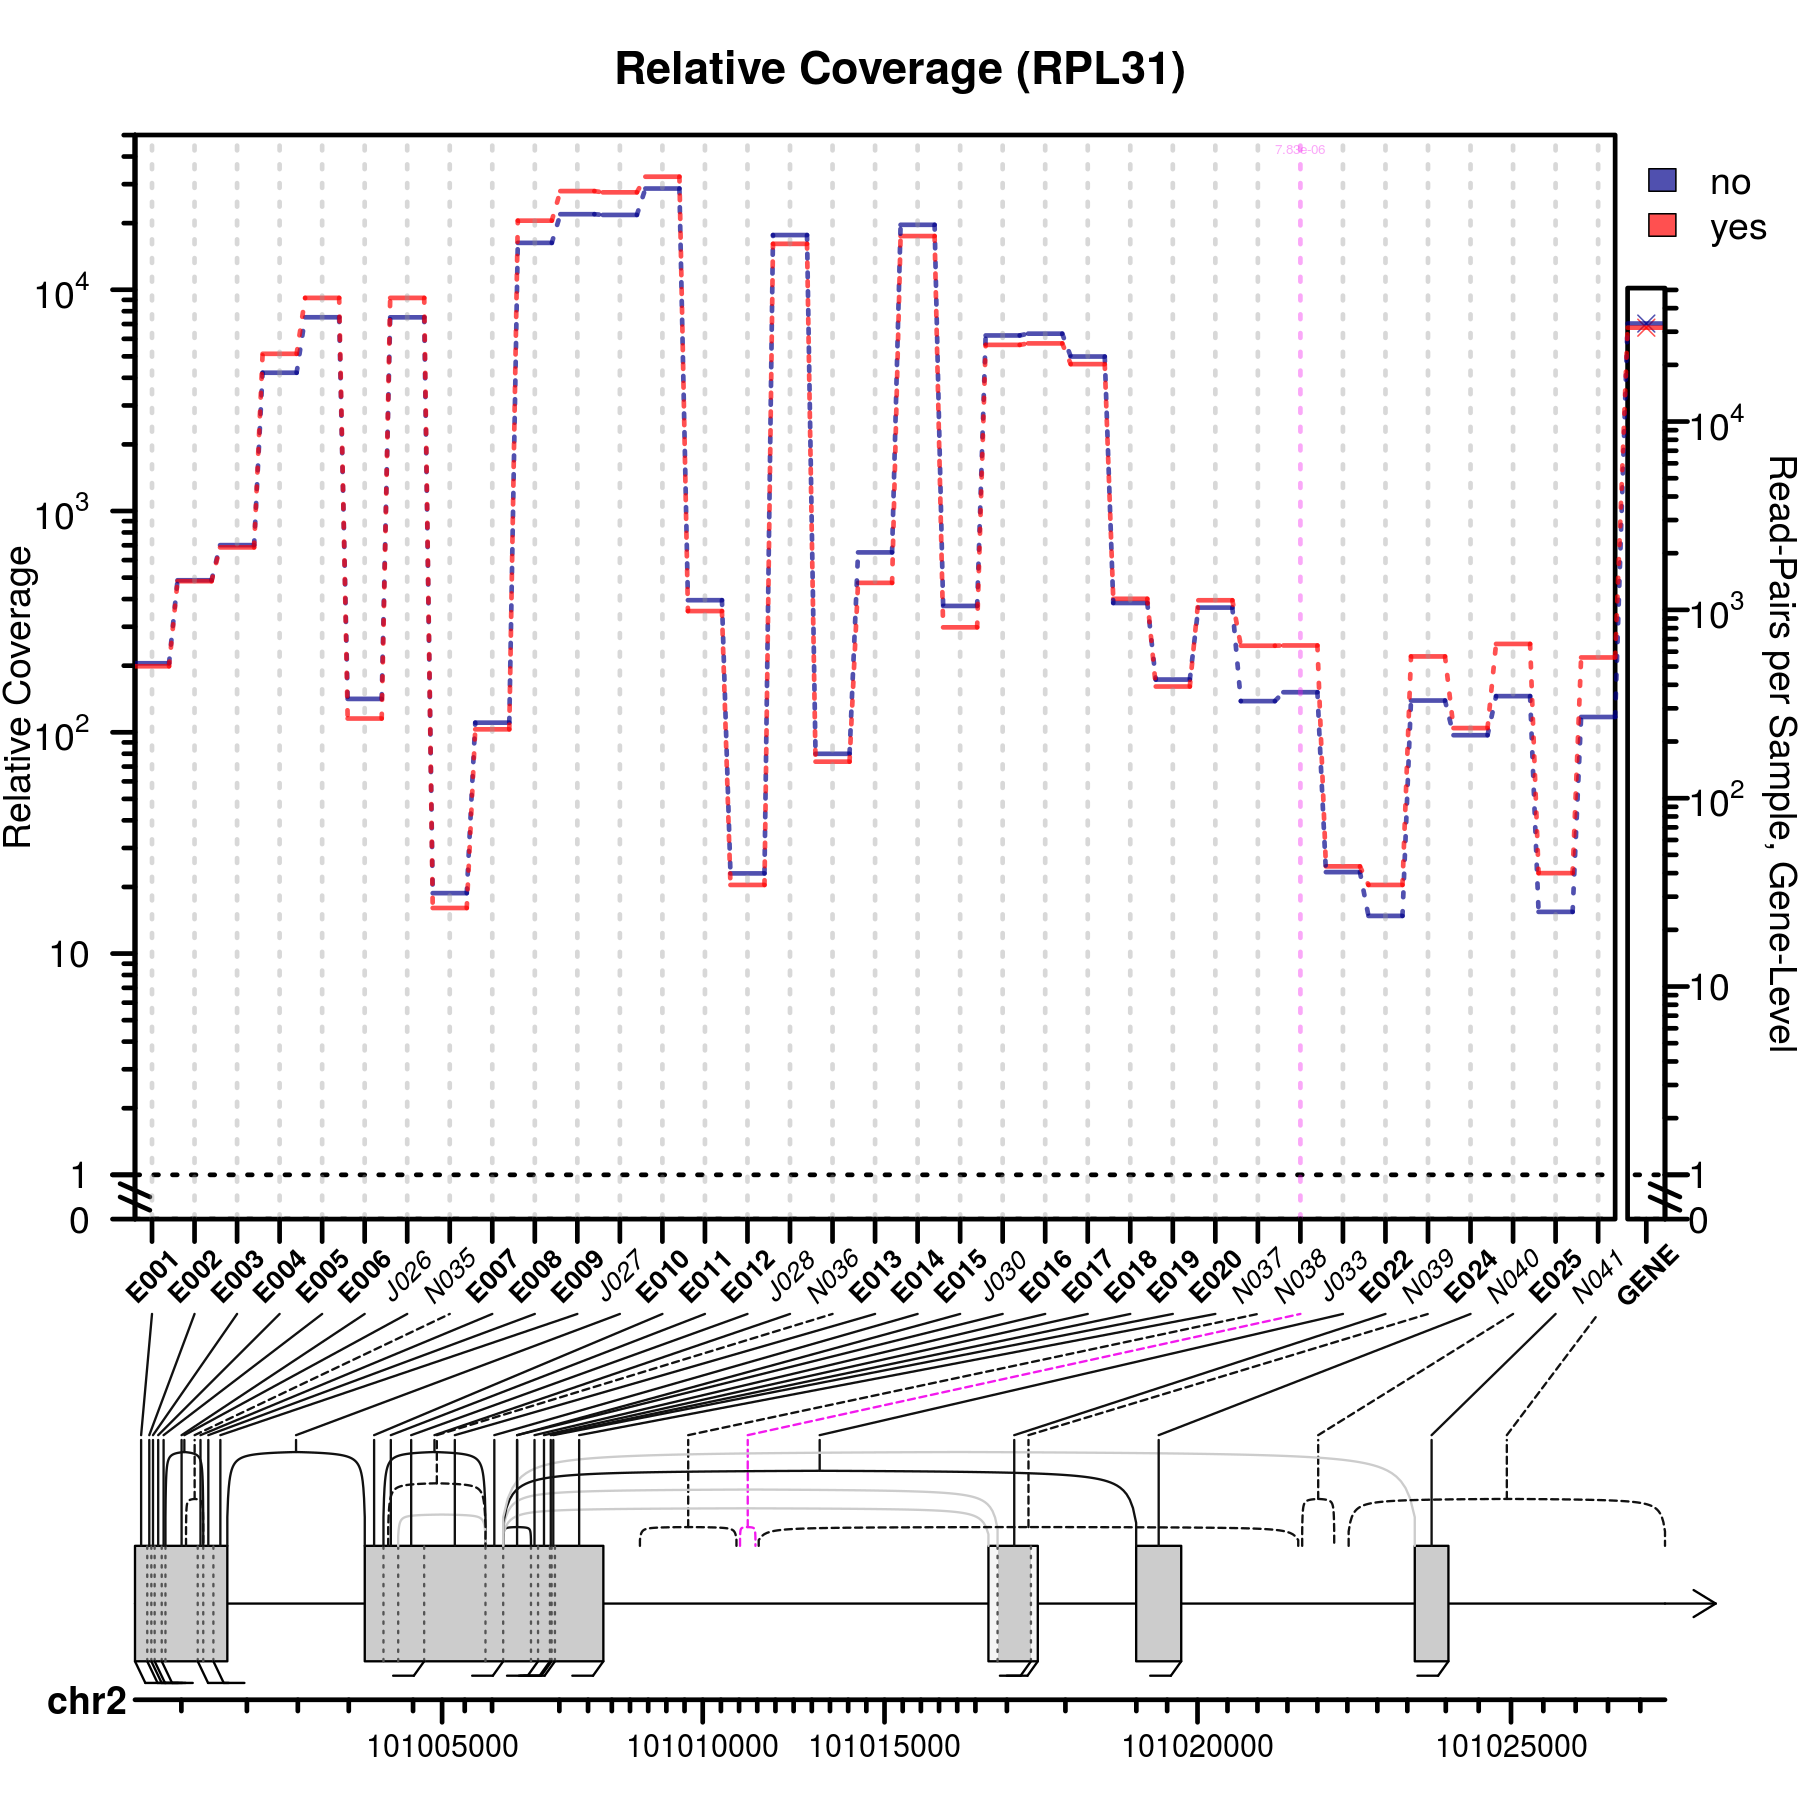 Relative Coverage (RPL31)
7.83e-06
no
yes
Relative Coverage
10^4
10^3
10^2
10
1
0
10^4
10^3
10^2
10
1
0
Read-Pairs per Sample, Gene-Level
E001 E002 E003 E004 E005 E006 J026 N035 E007 E008 E009 J027 E010 E011 E012 J028 N036 E013 E014 E015 J030 E016 E017 E018 E019 E020 N037 N038 J033 E022 N039 E024 N040 E025 N041 GENE
chr2
101005000 101010000 101015000 101020000 101025000